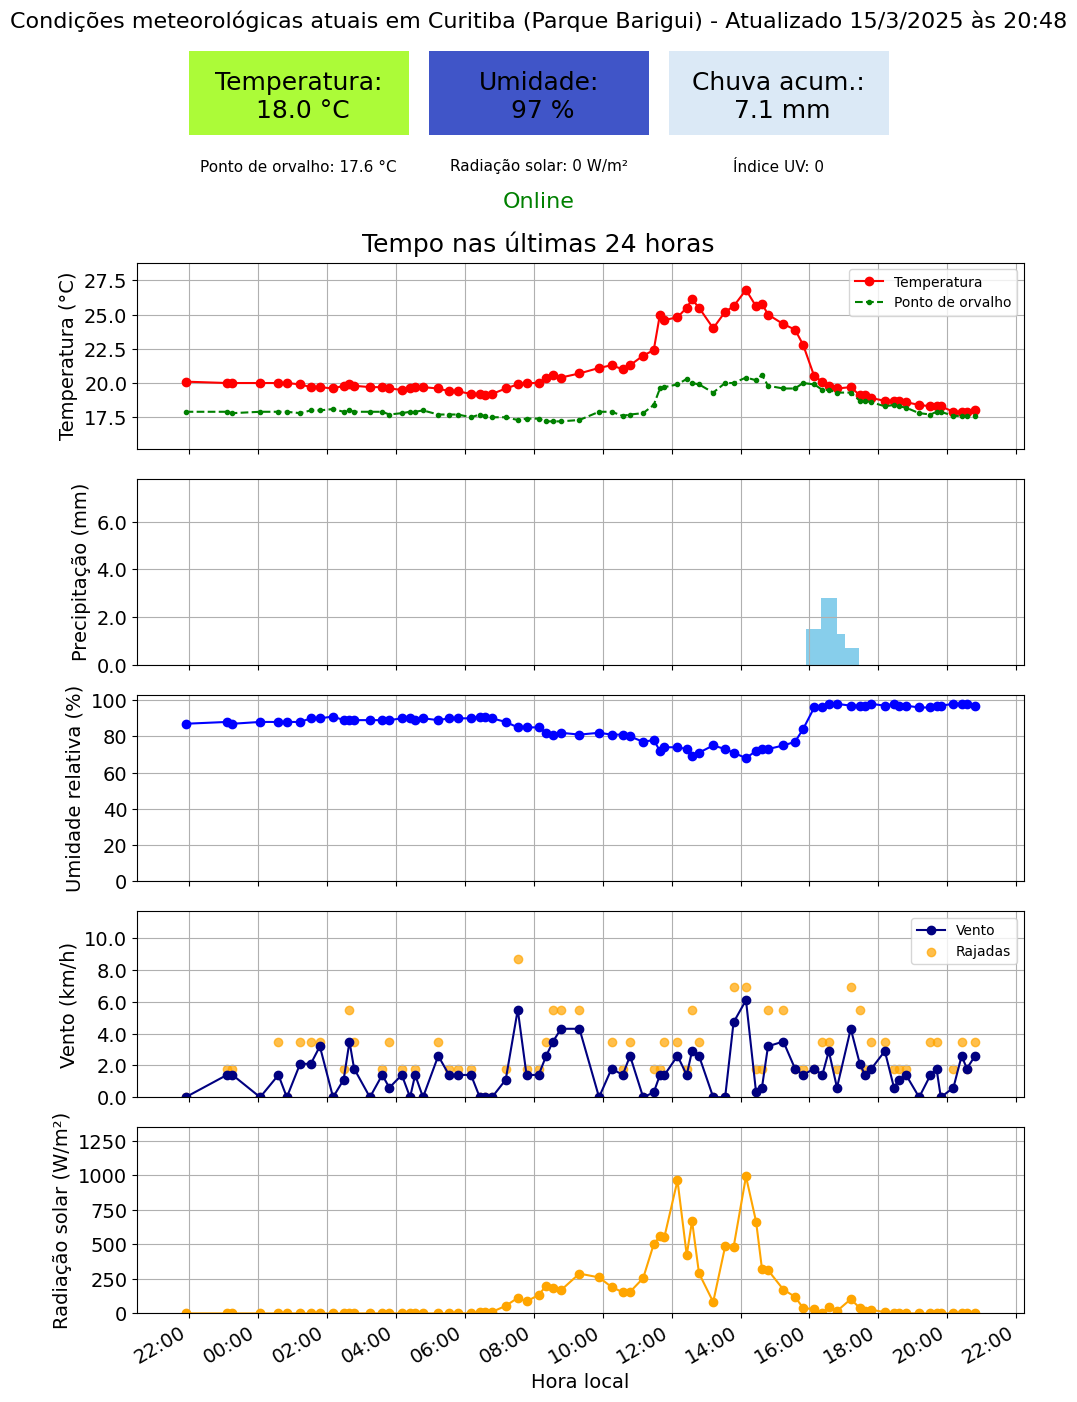 Condições meteorológicas atuais em Curitiba (Parque Barigui) - Atualizado 15/3/2025 às 20:48
Temperatura:
18.0 °C
Umidade:
97 %
Chuva acum.:
7.1 mm
Ponto de orvalho: 17.6 °C
Radiação solar: 0 W/m²
Índice UV: 0
Online
Tempo nas últimas 24 horas
Temperatura (°C)
27.5
25.0
22.5
20.0
17.5
Temperatura
Ponto de orvalho
Precipitação (mm)
6.0
4.0
2.0
0.0
Umidade relativa (%)
100
80
60
40
20
0
Vento (km/h)
10.0
8.0
6.0
4.0
2.0
0.0
Vento
Rajadas
Radiação solar (W/m²)
1250
1000
750
500
250
0
22:00
00:00
02:00
04:00
06:00
08:00
10:00
12:00
14:00
16:00
18:00
20:00
22:00
Hora local